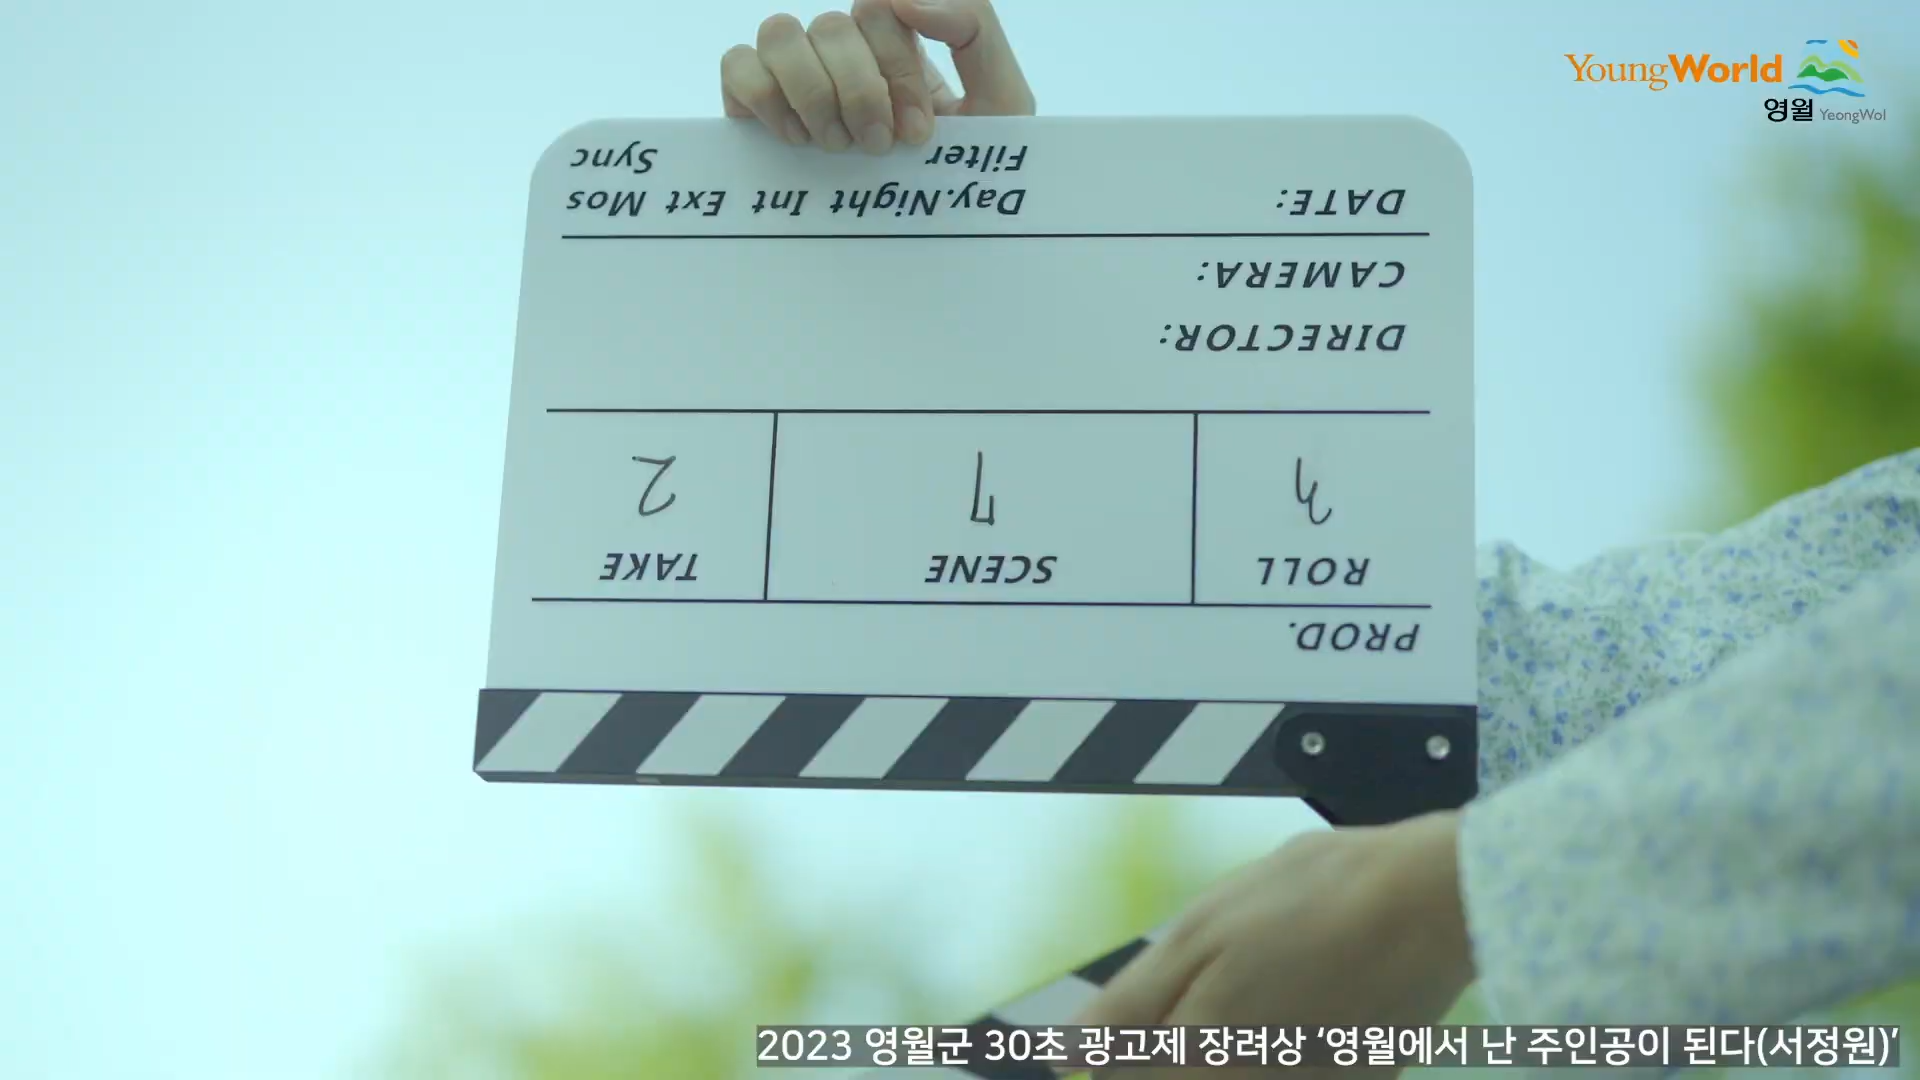 YoungWorld
영월 YeongWol
PROD.
ROLL SCENE TAKE
7 2
DIRECTOR:
CAMERA:
DATE: Day.Night Int Ext Mos
Filter Sync
2023 영월군 30초 광고제 장려상 ‘영월에서 난 주인공이 된다(서정원)’